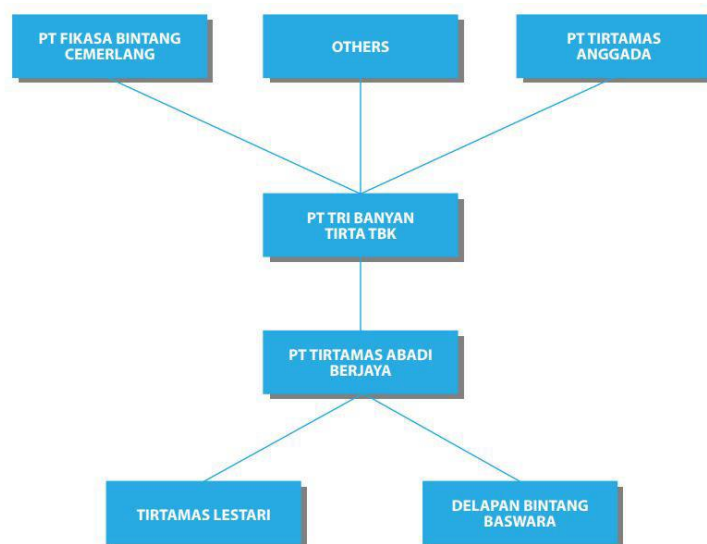 PT FIKASA BINTANG
CEMERLANG
OTHERS
PT TIRTAMAS
ANGGADA
PT TRI BANYAN
TIRTA TBK
PT TIRTAMAS ABADI
BERJAYA
TIRTAMAS LESTARI
DELAPAN BINTANG
BASWARA